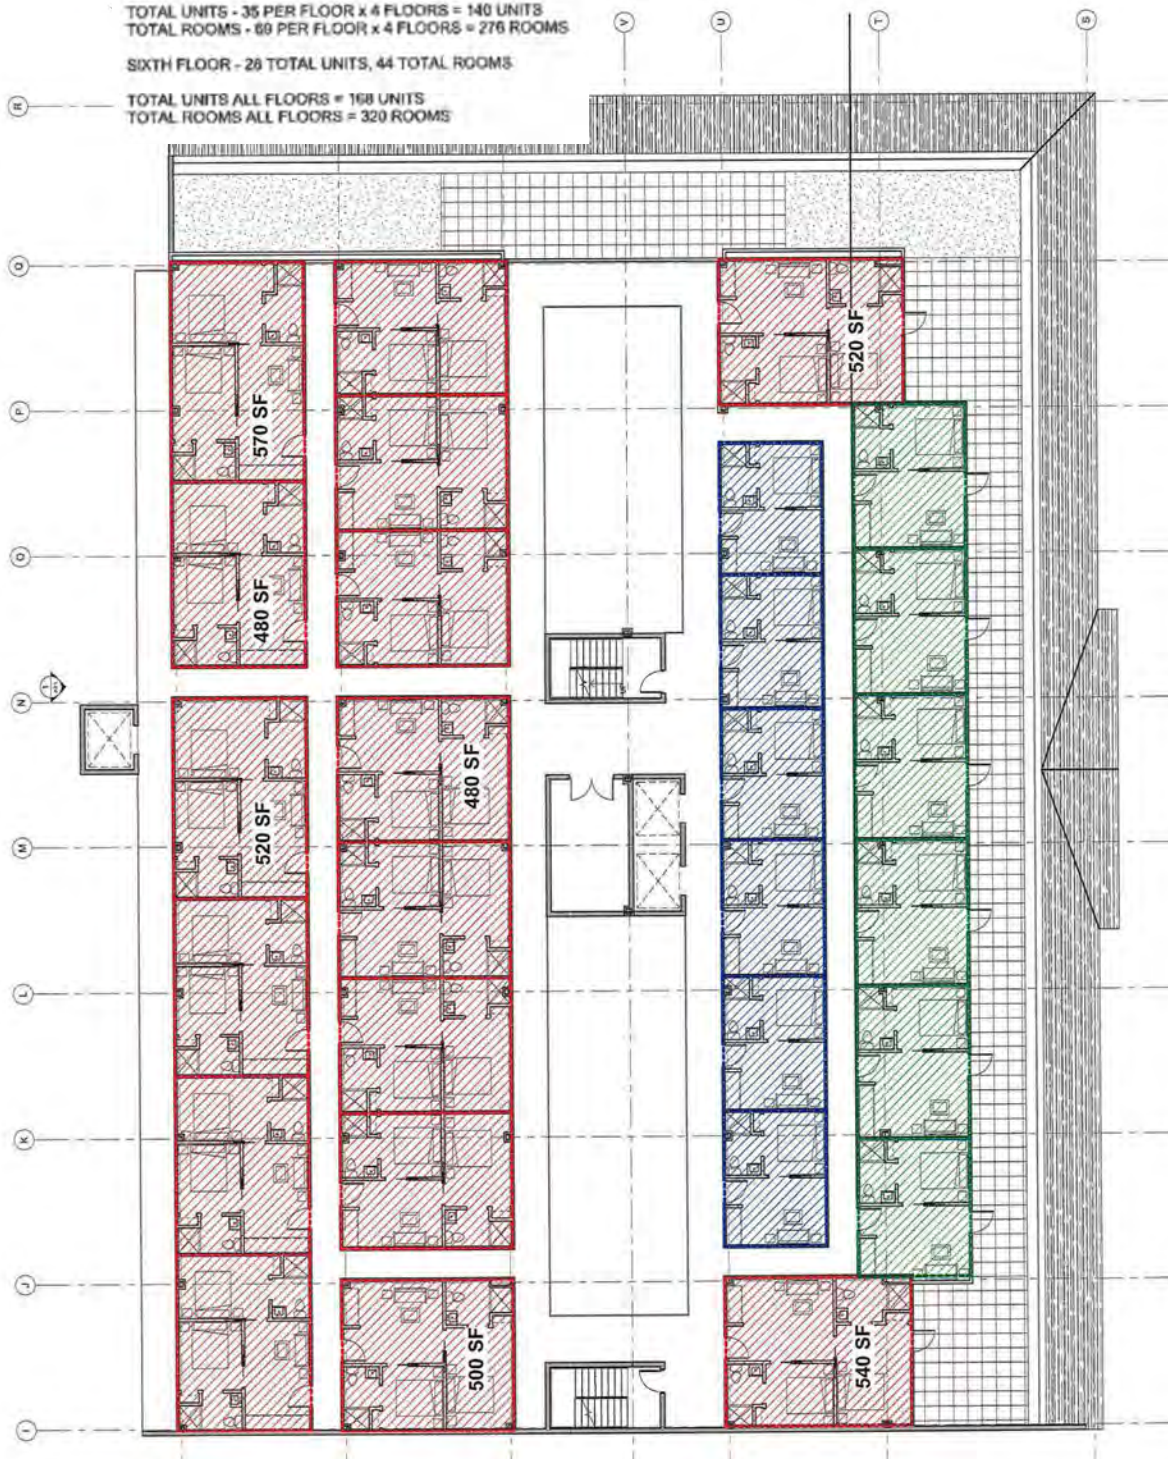 TOTAL UNITS - 35 PER FLOOR x 4 FLOORS = 140 UNITS
TOTAL ROOMS - 69 PER FLOOR x 4 FLOORS = 276 ROOMS
SIXTH FLOOR - 28 TOTAL UNITS, 44 TOTAL ROOMS
TOTAL UNITS ALL FLOORS = 168 UNITS
TOTAL ROOMS ALL FLOORS = 320 ROOMS
V
U
T
S
R
Q
P
O
N
M
L
K
J
I
570 SF
520 SF
480 SF
1
520 SF
480 SF
500 SF
540 SF